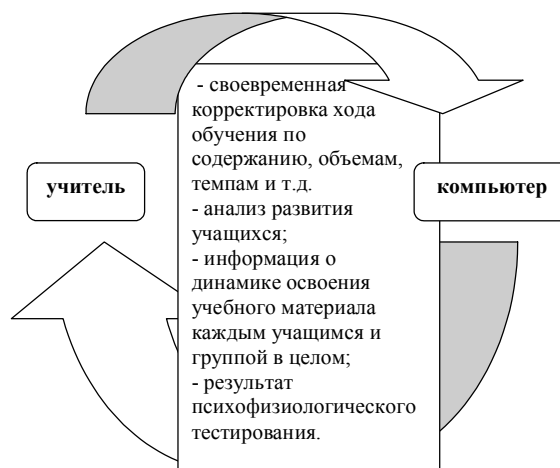 - своевременная
корректировка хода
обучения по
содержанию, объемам,
темпам и т.д.
- анализ развития
учащихся;
- информация о
динамике освоения
учебного материала
каждым учащимся и
группой в целом;
- результат
психофизиологического
тестирования.
учитель
компьютер